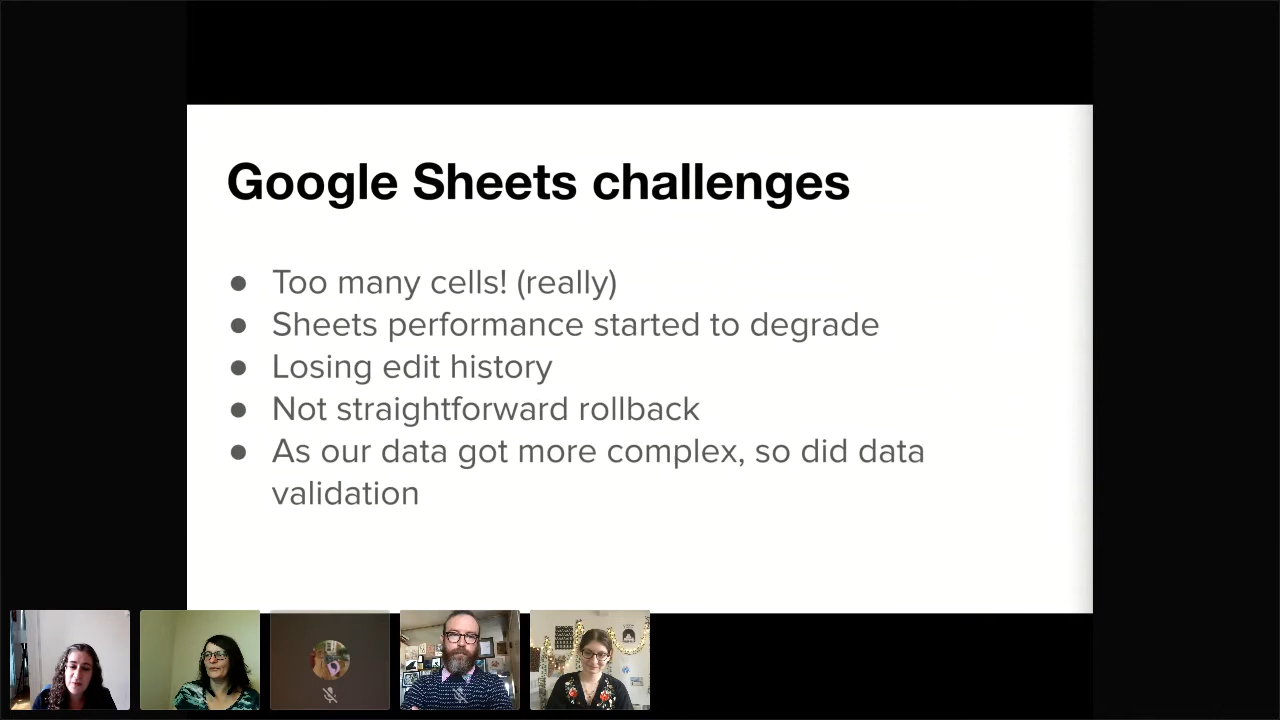 Google Sheets challenges
● Too many cells! (really)
● Sheets performance started to degrade
● Losing edit history
● Not straightforward rollback
● As our data got more complex, so did data
validation